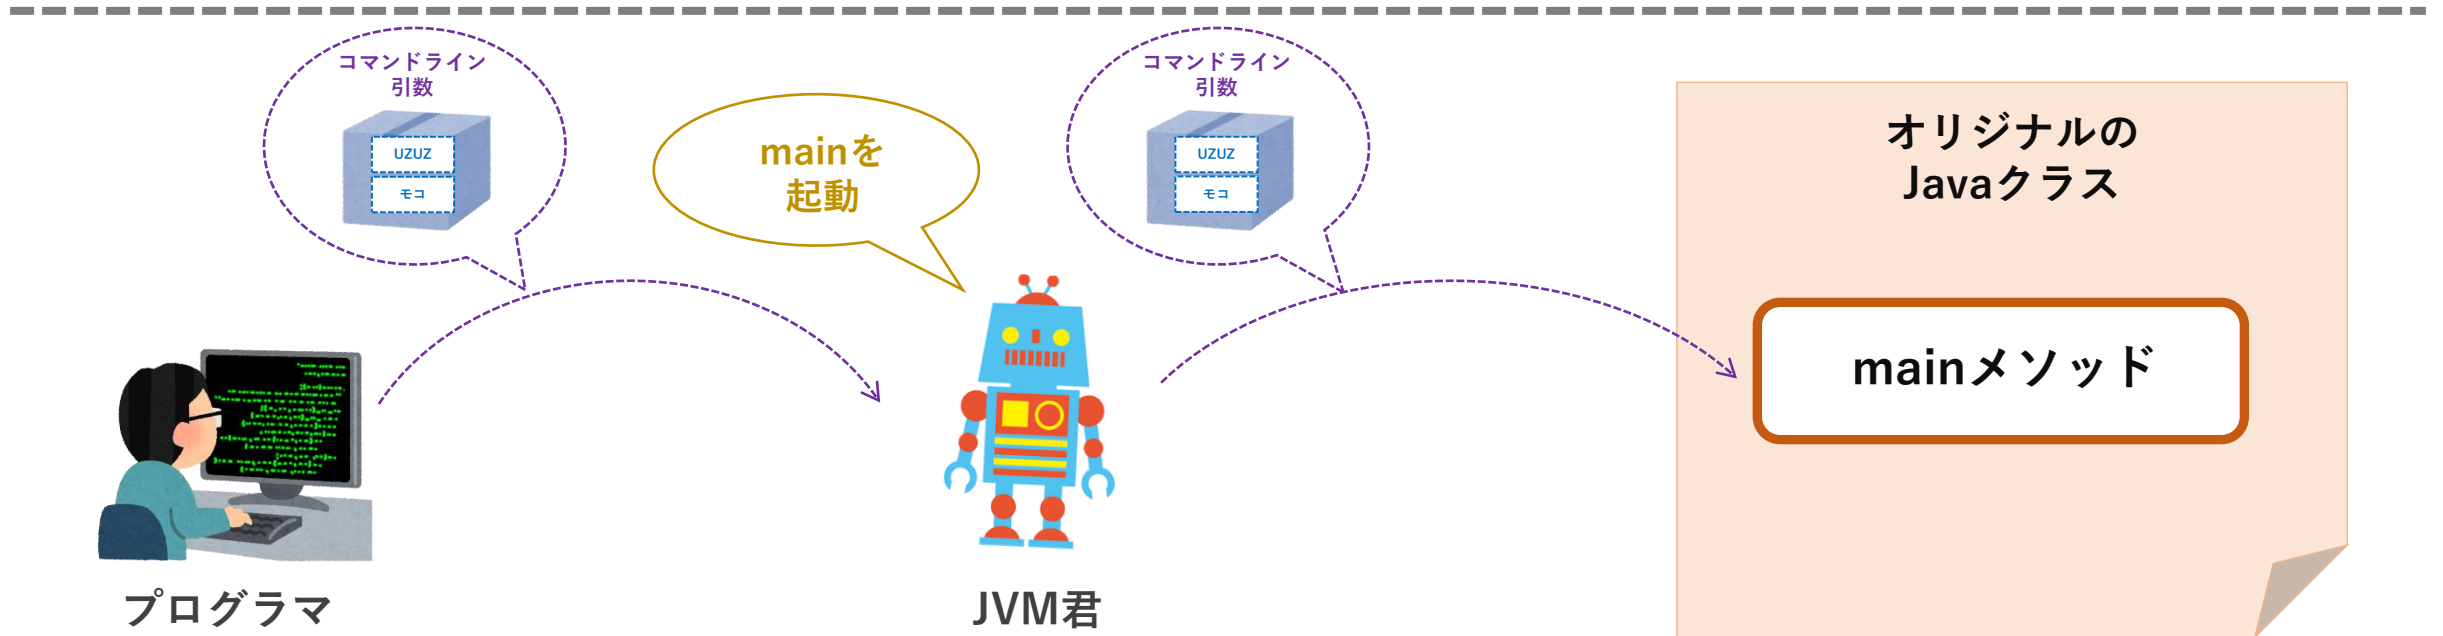 コマンドライン
引数
UZUZ
モコ
mainを
起動
コマンドライン
引数
UZUZ
モコ
オリジナルの
Javaクラス
mainメソッド
プログラマ
JVM君